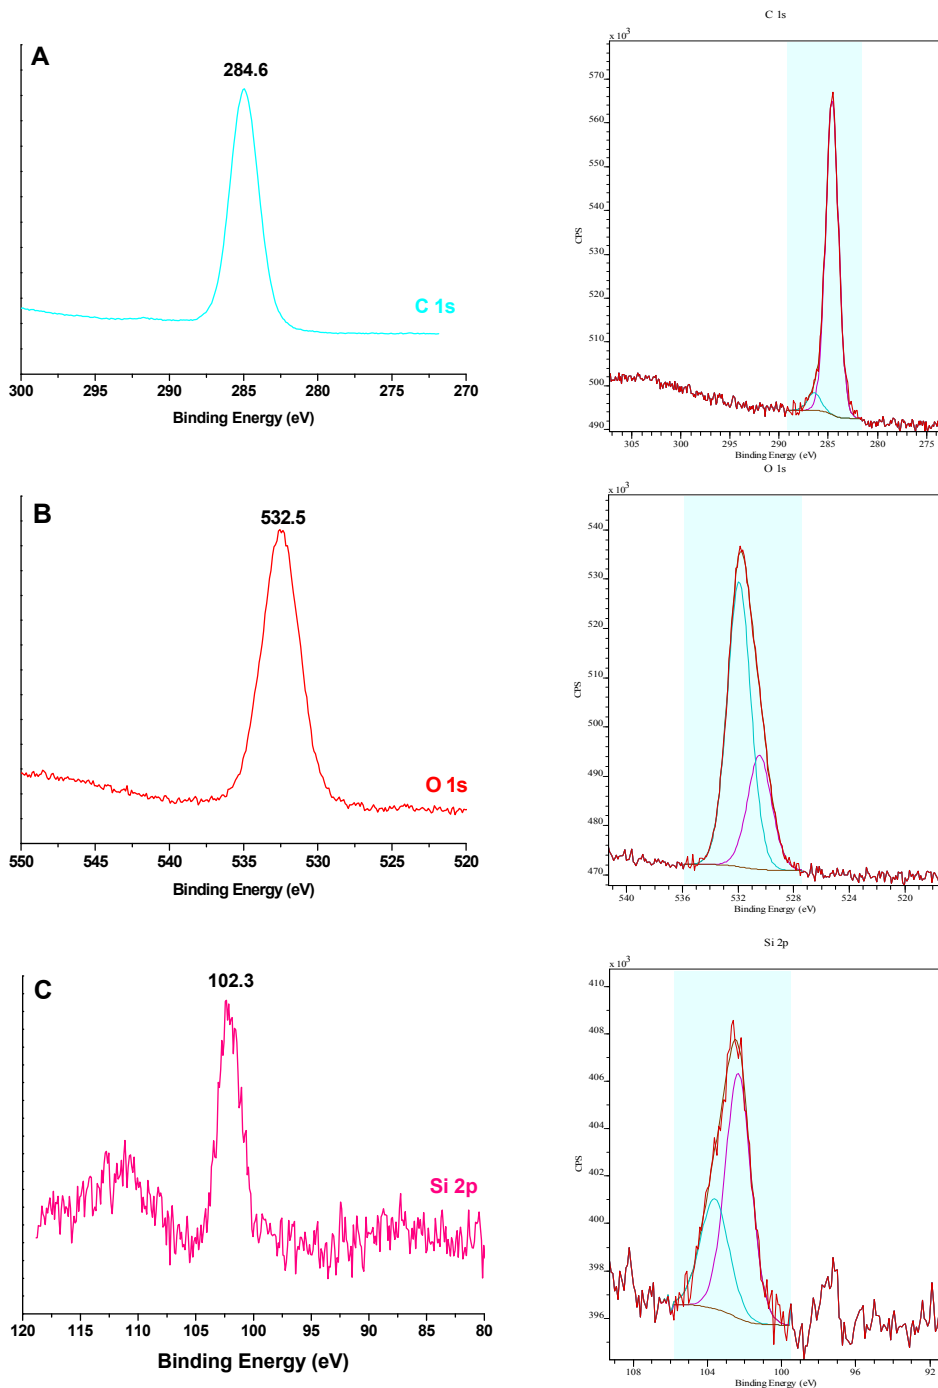 A
284.6
C 1s
300 295 290 285 280 275 270
Binding Energy (eV)
C 1s
x 10³
570
560
550
540
530
520
510
500
490
CPS
305 300 295 290 285 280 275
Binding Energy (eV)
B
532.5
O 1s
550 545 540 535 530 525 520
Binding Energy (eV)
O 1s
x 10³
540
530
520
510
500
490
480
470
CPS
540 536 532 528 524 520
Binding Energy (eV)
C
102.3
Si 2p
120 115 110 105 100 95 90 85 80
Binding Energy (eV)
Si 2p
x 10³
410
408
406
404
402
400
398
396
CPS
108 104 100 96 92
Binding Energy (eV)